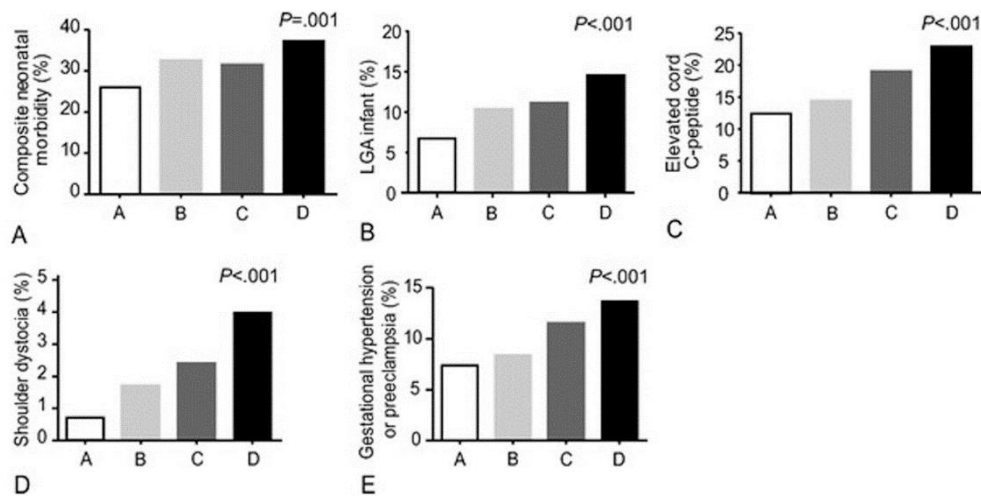 P=.001
Composite neonatal
morbidity (%)
40
30
20
10
0
A B C D
A
P<.001
LGA infant (%)
20
15
10
5
0
A B C D
B
P<.001
Elevated cord
C-peptide (%)
25
20
15
10
5
0
A B C D
C
P<.001
Shoulder dystocia (%)
5
4
3
2
1
0
A B C D
D
P<.001
Gestational hypertension
or preeclampsia (%)
15
10
5
0
A B C D
E